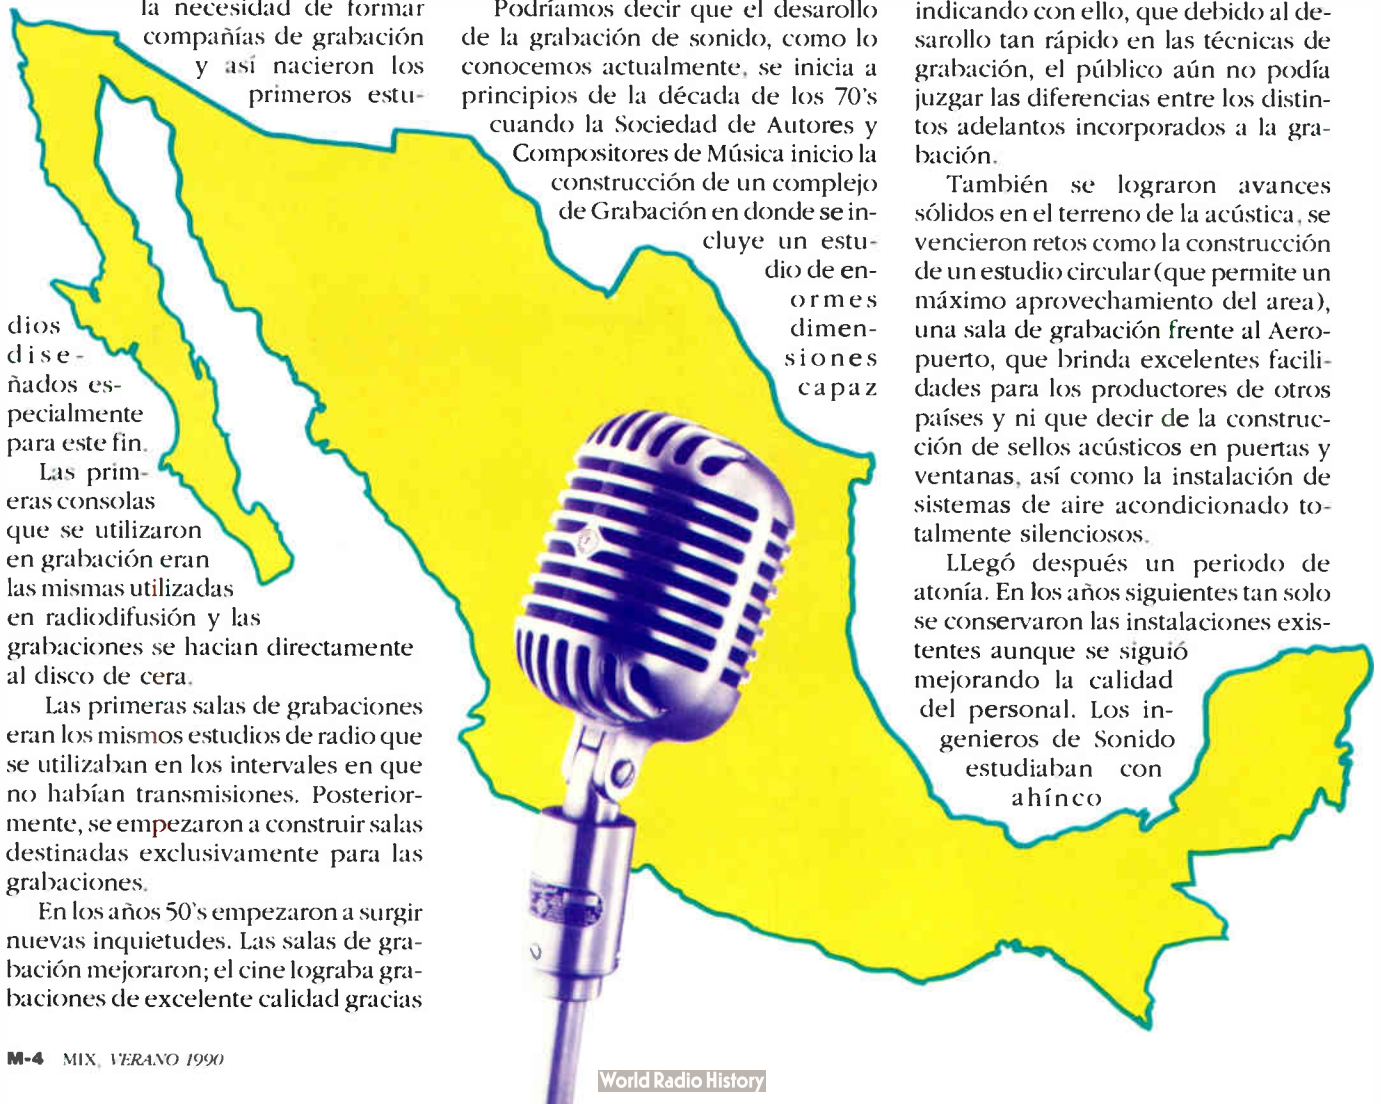 la necesidad de formar
compañías de grabación
y así nacieron los
primeros estu-
dios
dise-
ñados es-
pecialmente
para este fin.
Las prim-
eras consolas
que se utilizaron
en grabación eran
las mismas utilizadas
en radiodifusión y las
grabaciones se hacian directamente
al disco de cera.
Las primeras salas de grabaciones
eran los mismos estudios de radio que
se utilizaban en los intervales en que
no habían transmisiones. Posterior-
mente, se empezaron a construir salas
destinadas exclusivamente para las
grabaciones.
En los años 50's empezaron a surgir
nuevas inquietudes. Las salas de gra-
bación mejoraron; el cine lograba gra-
baciones de excelente calidad gracias
Podríamos decir que el desarollo
de la grabación de sonido, como lo
conocemos actualmente, se inicia a
principios de la década de los 70's
cuando la Sociedad de Autores y
Compositores de Música inicio la
construcción de un complejo
de Grabación en donde se in-
cluye un estu-
dio de en-
ormes
dimen-
siones
capaz
indicando con ello, que debido al de-
sarollo tan rápido en las técnicas de
grabación, el público aún no podía
juzgar las diferencias entre los distin-
tos adelantos incorporados a la gra-
bación.
También se lograron avances
sólidos en el terreno de la acústica, se
vencieron retos como la construcción
de un estudio circular (que permite un
máximo aprovechamiento del area),
una sala de grabación frente al Aero-
puerto, que brinda excelentes facili-
dades para los productores de otros
países y ni que decir de la construc-
ción de sellos acústicos en puertas y
ventanas, así como la instalación de
sistemas de aire acondicionado to-
talmente silenciosos.
LLegó después un periodo de
atonía. En los años siguientes tan solo
se conservaron las instalaciones exis-
tentes aunque se siguió
mejorando la calidad
del personal. Los in-
genieros de Sonido
estudiaban con
ahínco
M-4 MIX, VERANO 1990
World Radio History